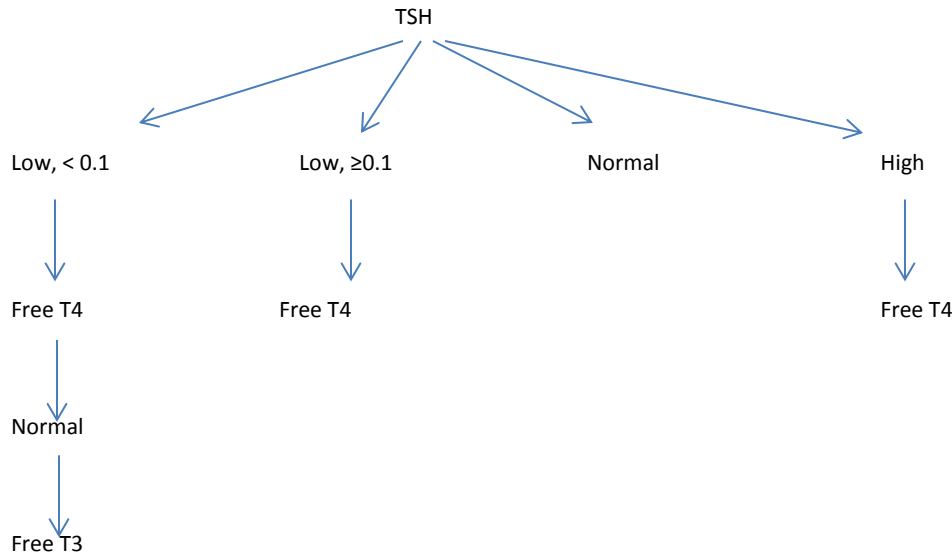 TSH
Low, < 0.1
Low, ≥0.1
Normal
High
Free T4
Free T4
Free T4
Normal
Free T3